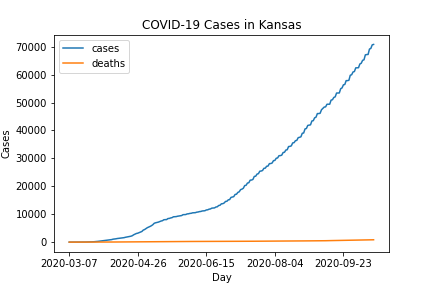 COVID-19 Cases in Kansas
cases
deaths
70000
60000
50000
40000
30000
20000
10000
0
Cases
2020-03-07 2020-04-26 2020-06-15 2020-08-04 2020-09-23
Day